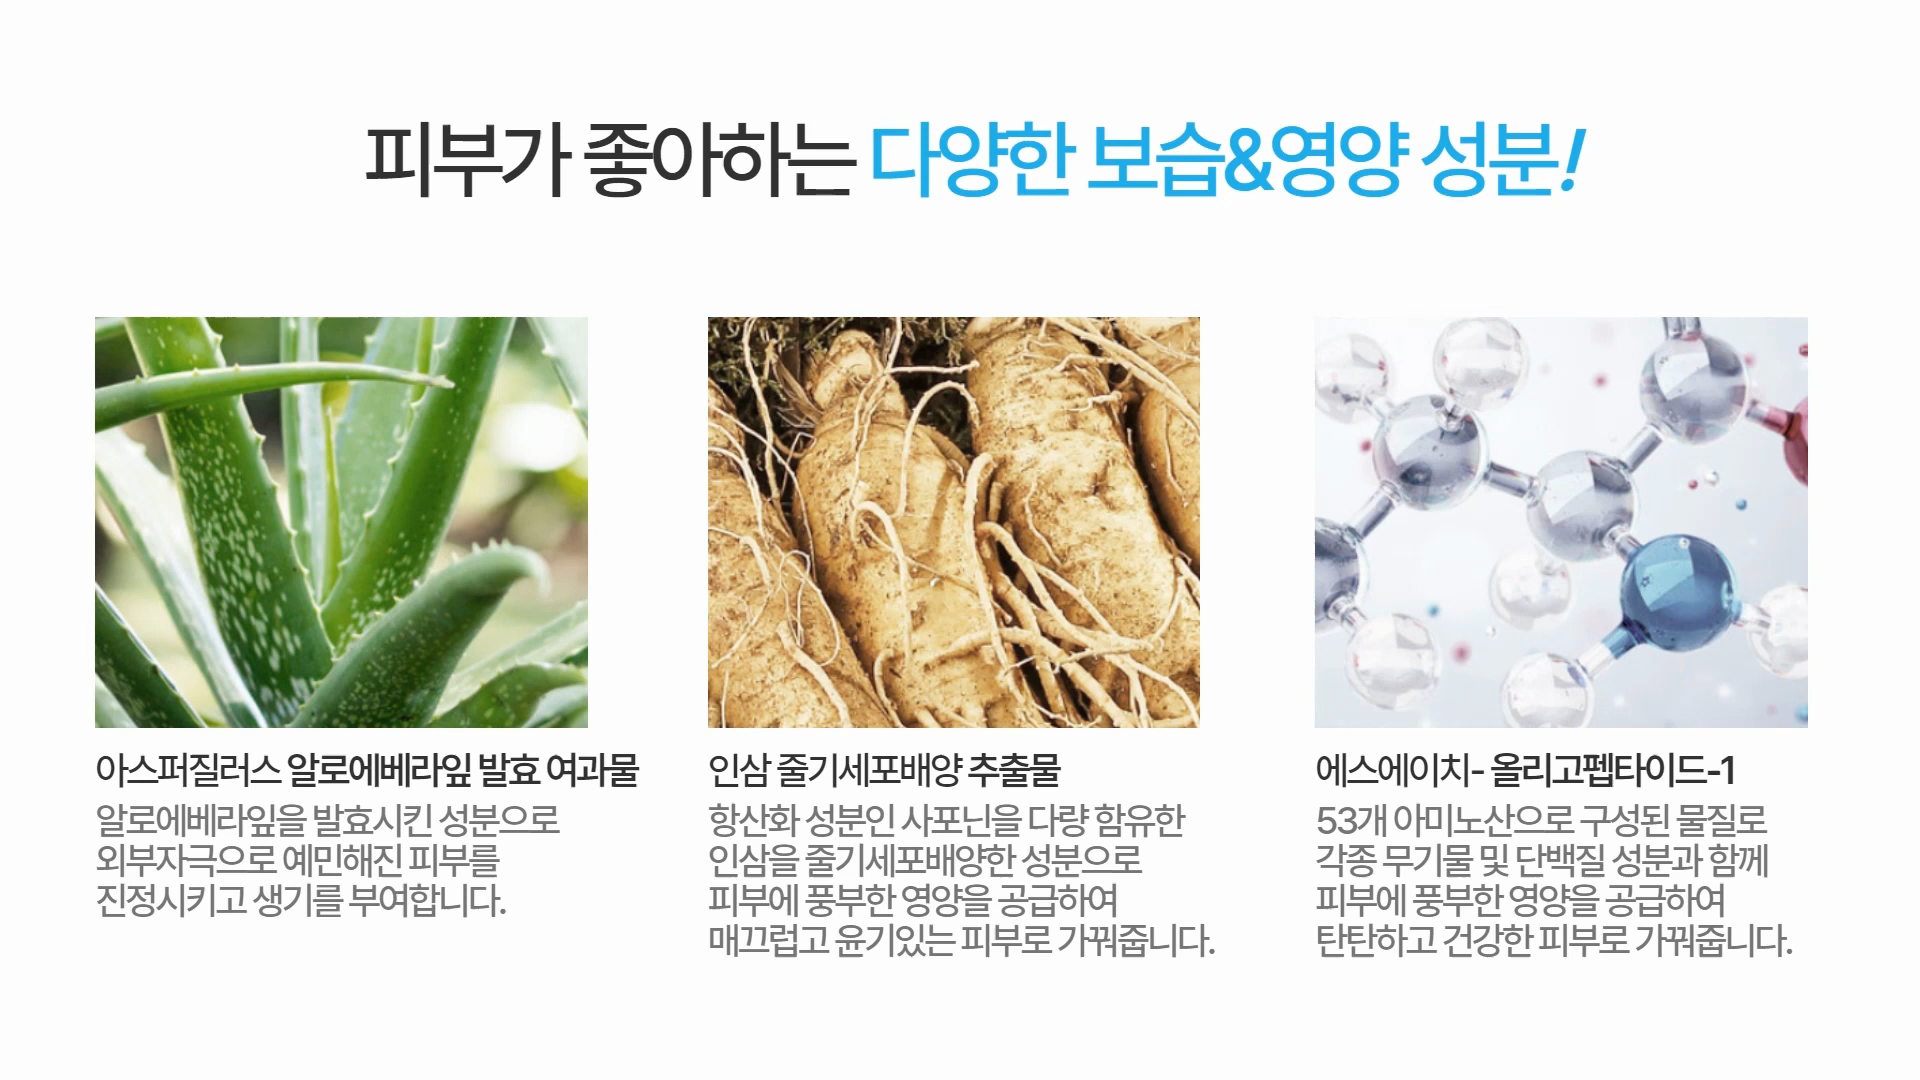 피부가 좋아하는 다양한 보습&영양 성분!
아스퍼질러스 알로에베라잎 발효 여과물
알로에베라잎을 발효시킨 성분으로
외부자극으로 예민해진 피부를
진정시키고 생기를 부여합니다.
인삼 줄기세포배양 추출물
항산화 성분인 사포닌을 다량 함유한
인삼을 줄기세포배양한 성분으로
피부에 풍부한 영양을 공급하여
매끄럽고 윤기있는 피부로 가꿔줍니다.
에스에이치- 올리고펩타이드-1
53개 아미노산으로 구성된 물질로
각종 무기물 및 단백질 성분과 함께
피부에 풍부한 영양을 공급하여
탄탄하고 건강한 피부로 가꿔줍니다.